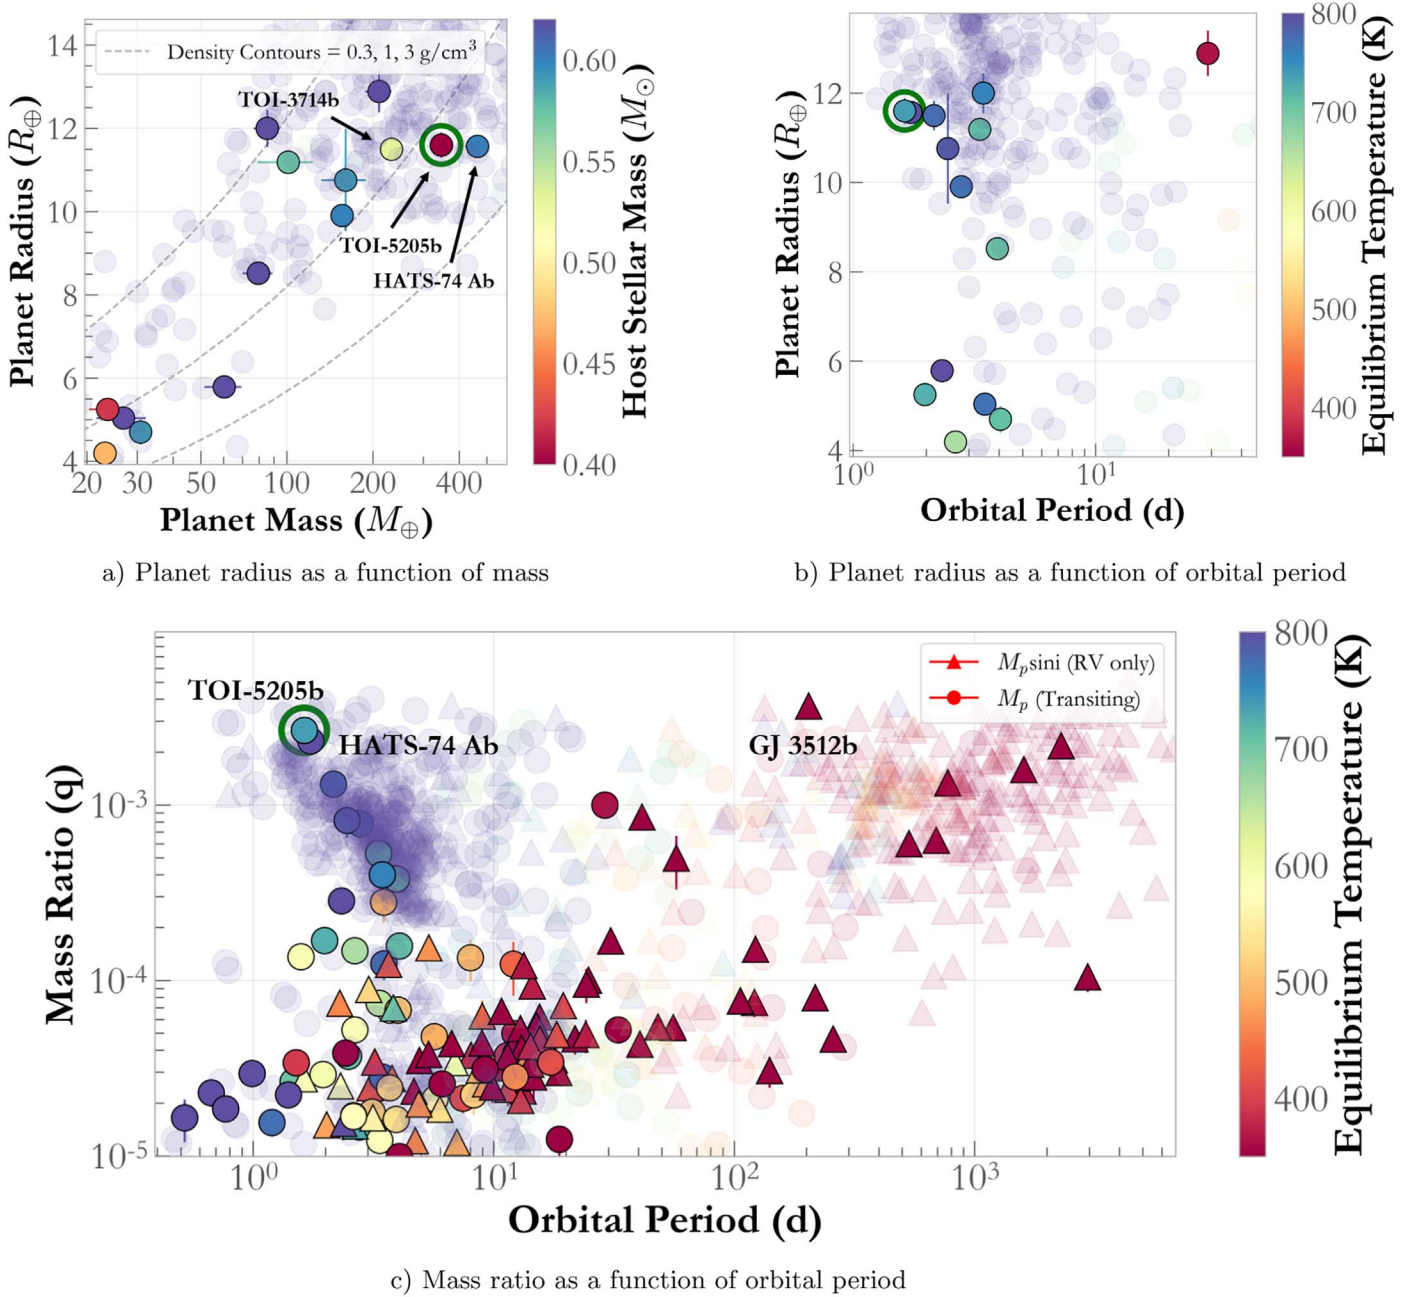 Density Contours = 0.3, 1, 3 g/cm³
TOI-3714b
TOI-5205b
HATS-74 Ab
14
12
10
8
6
4
20 30 50 100 200 400
Planet Radius (R⊕)
Planet Mass (M⊕)
0.60
0.55
0.50
0.45
0.40
Host Stellar Mass (M⊙)
a) Planet radius as a function of mass
12
10
8
6
4
10⁰ 10¹
Planet Radius (R⊕)
Orbital Period (d)
800
700
600
500
400
Equilibrium Temperature (K)
b) Planet radius as a function of orbital period
TOI-5205b
HATS-74 Ab
GJ 3512b
Mₚsini (RV only)
Mₚ (Transiting)
10⁻³
10⁻⁴
10⁻⁵
10⁰ 10¹ 10² 10³
Mass Ratio (q)
Orbital Period (d)
800
700
600
500
400
Equilibrium Temperature (K)
c) Mass ratio as a function of orbital period